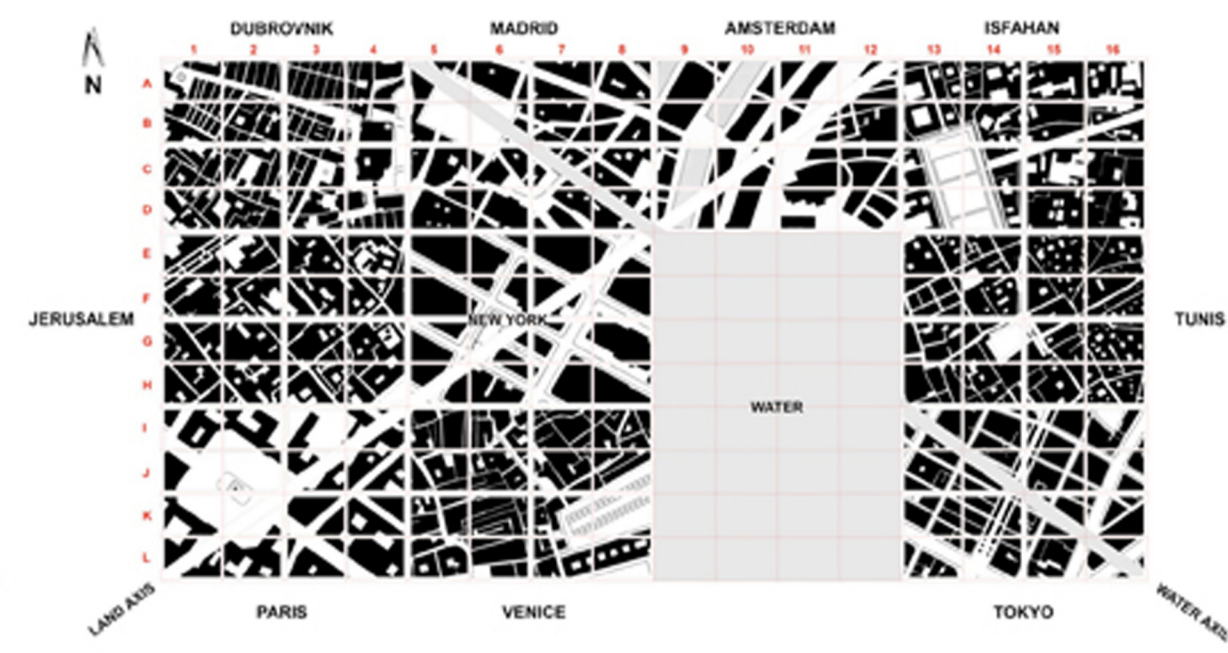 DUBROVNIK MADRID AMSTERDAM ISFAHAN
1 2 3 4 5 6 7 8 9 10 11 12 13 14 15 16
N
A
B
C
D
E
F
JERUSALEM NEW YORK TUNIS
G
H
WATER
I
J
K
L
LAND AXIS PARIS VENICE TOKYO WATER AXIS